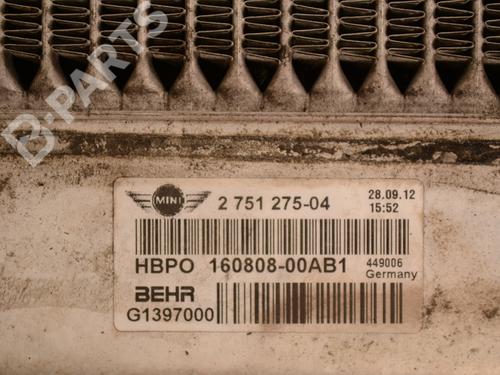 B-PARTS
MINI 2 751 275-04 28.09.12
15:52
HBPO 160808-00AB1 449006
Germany
BEHR
G1397000